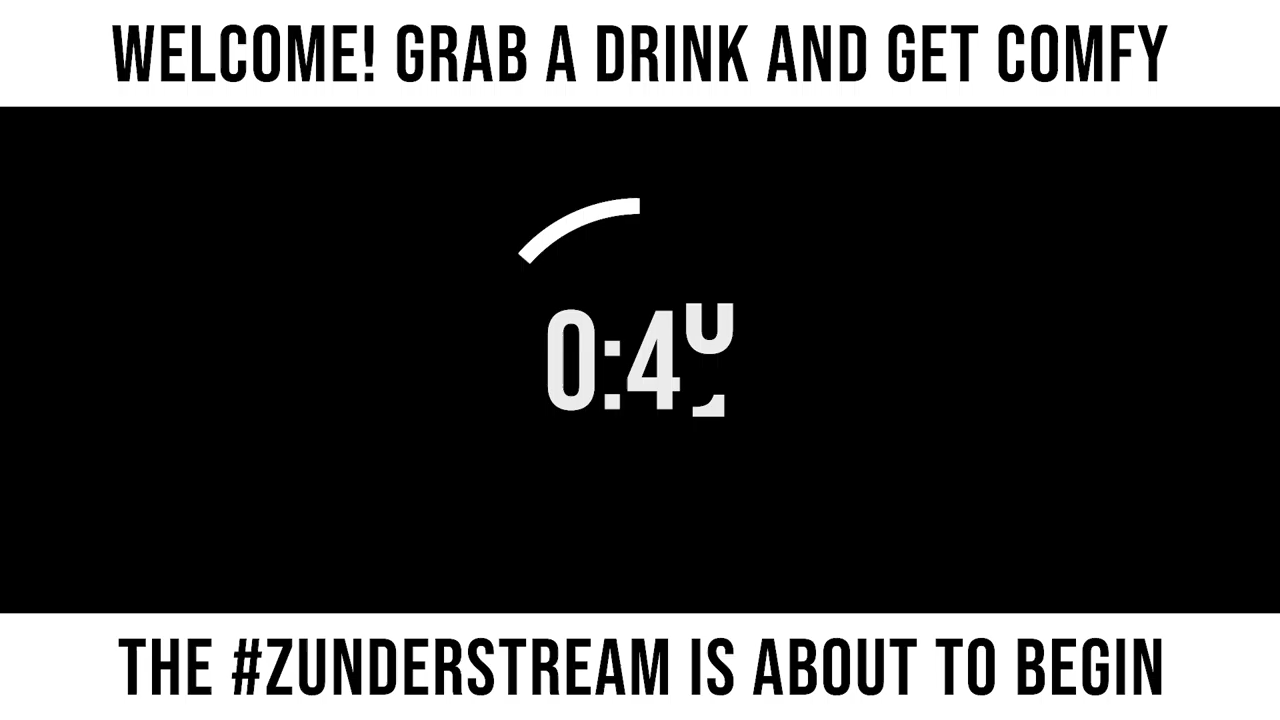 WELCOME! GRAB A DRINK AND GET COMFY
0:4
THE #ZUNDERSTREAM IS ABOUT TO BEGIN